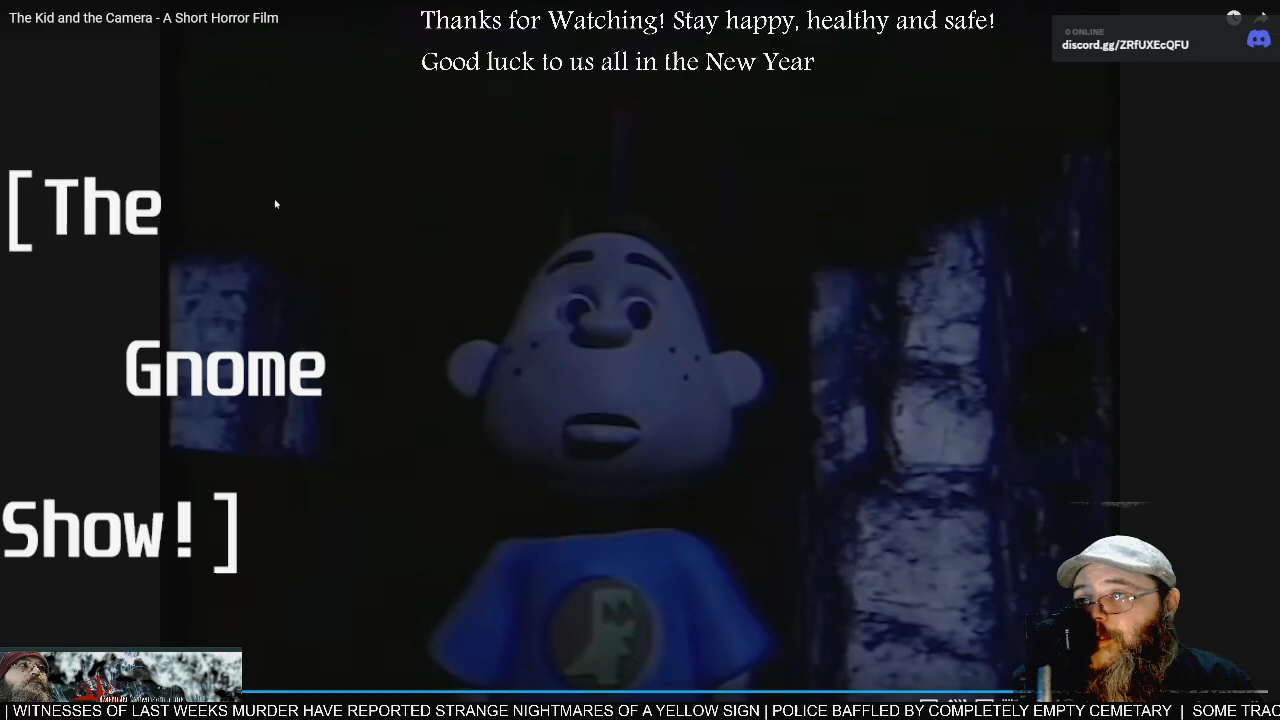 The Kid and the Camera - A Short Horror Film
Thanks for Watching! Stay happy, healthy and safe!
Good luck to us all in the New Year
0 ONLINE
discord.gg/ZRfUXEcQFU
[The
Gnome
Show!]
| WITNESSES OF LAST WEEKS MURDER HAVE REPORTED STRANGE NIGHTMARES OF A YELLOW SIGN | POLICE BAFFLED BY COMPLETELY EMPTY CEMETARY | SOME TRAC